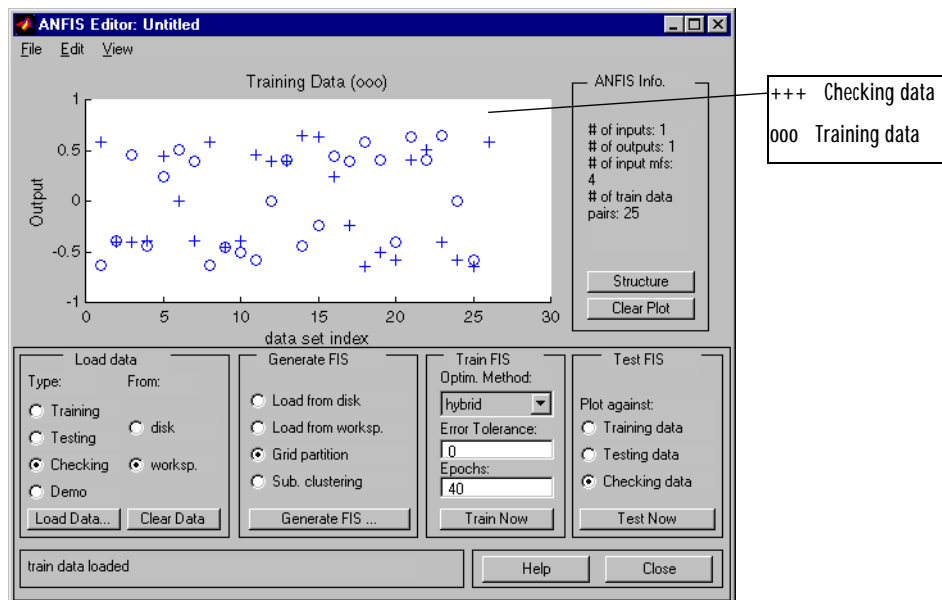 ANFIS Editor: Untitled
File Edit View
Training Data (ooo)
1
0.5
0
-0.5
-1
Output
0 5 10 15 20 25 30
data set index
ANFIS Info.
# of inputs: 1
# of outputs: 1
# of input mfs:
4
# of train data
pairs: 25
Structure
Clear Plot
+++ Checking data
ooo Training data
Load data
Type: From:
Training
Testing
Checking
Demo
disk
worksp.
Load Data... Clear Data
Generate FIS
Load from disk
Load from worksp.
Grid partition
Sub. clustering
Generate FIS ...
Train FIS
Optim. Method:
hybrid
Error Tolerance:
0
Epochs:
40
Train Now
Test FIS
Plot against:
Training data
Testing data
Checking data
Test Now
train data loaded
Help Close